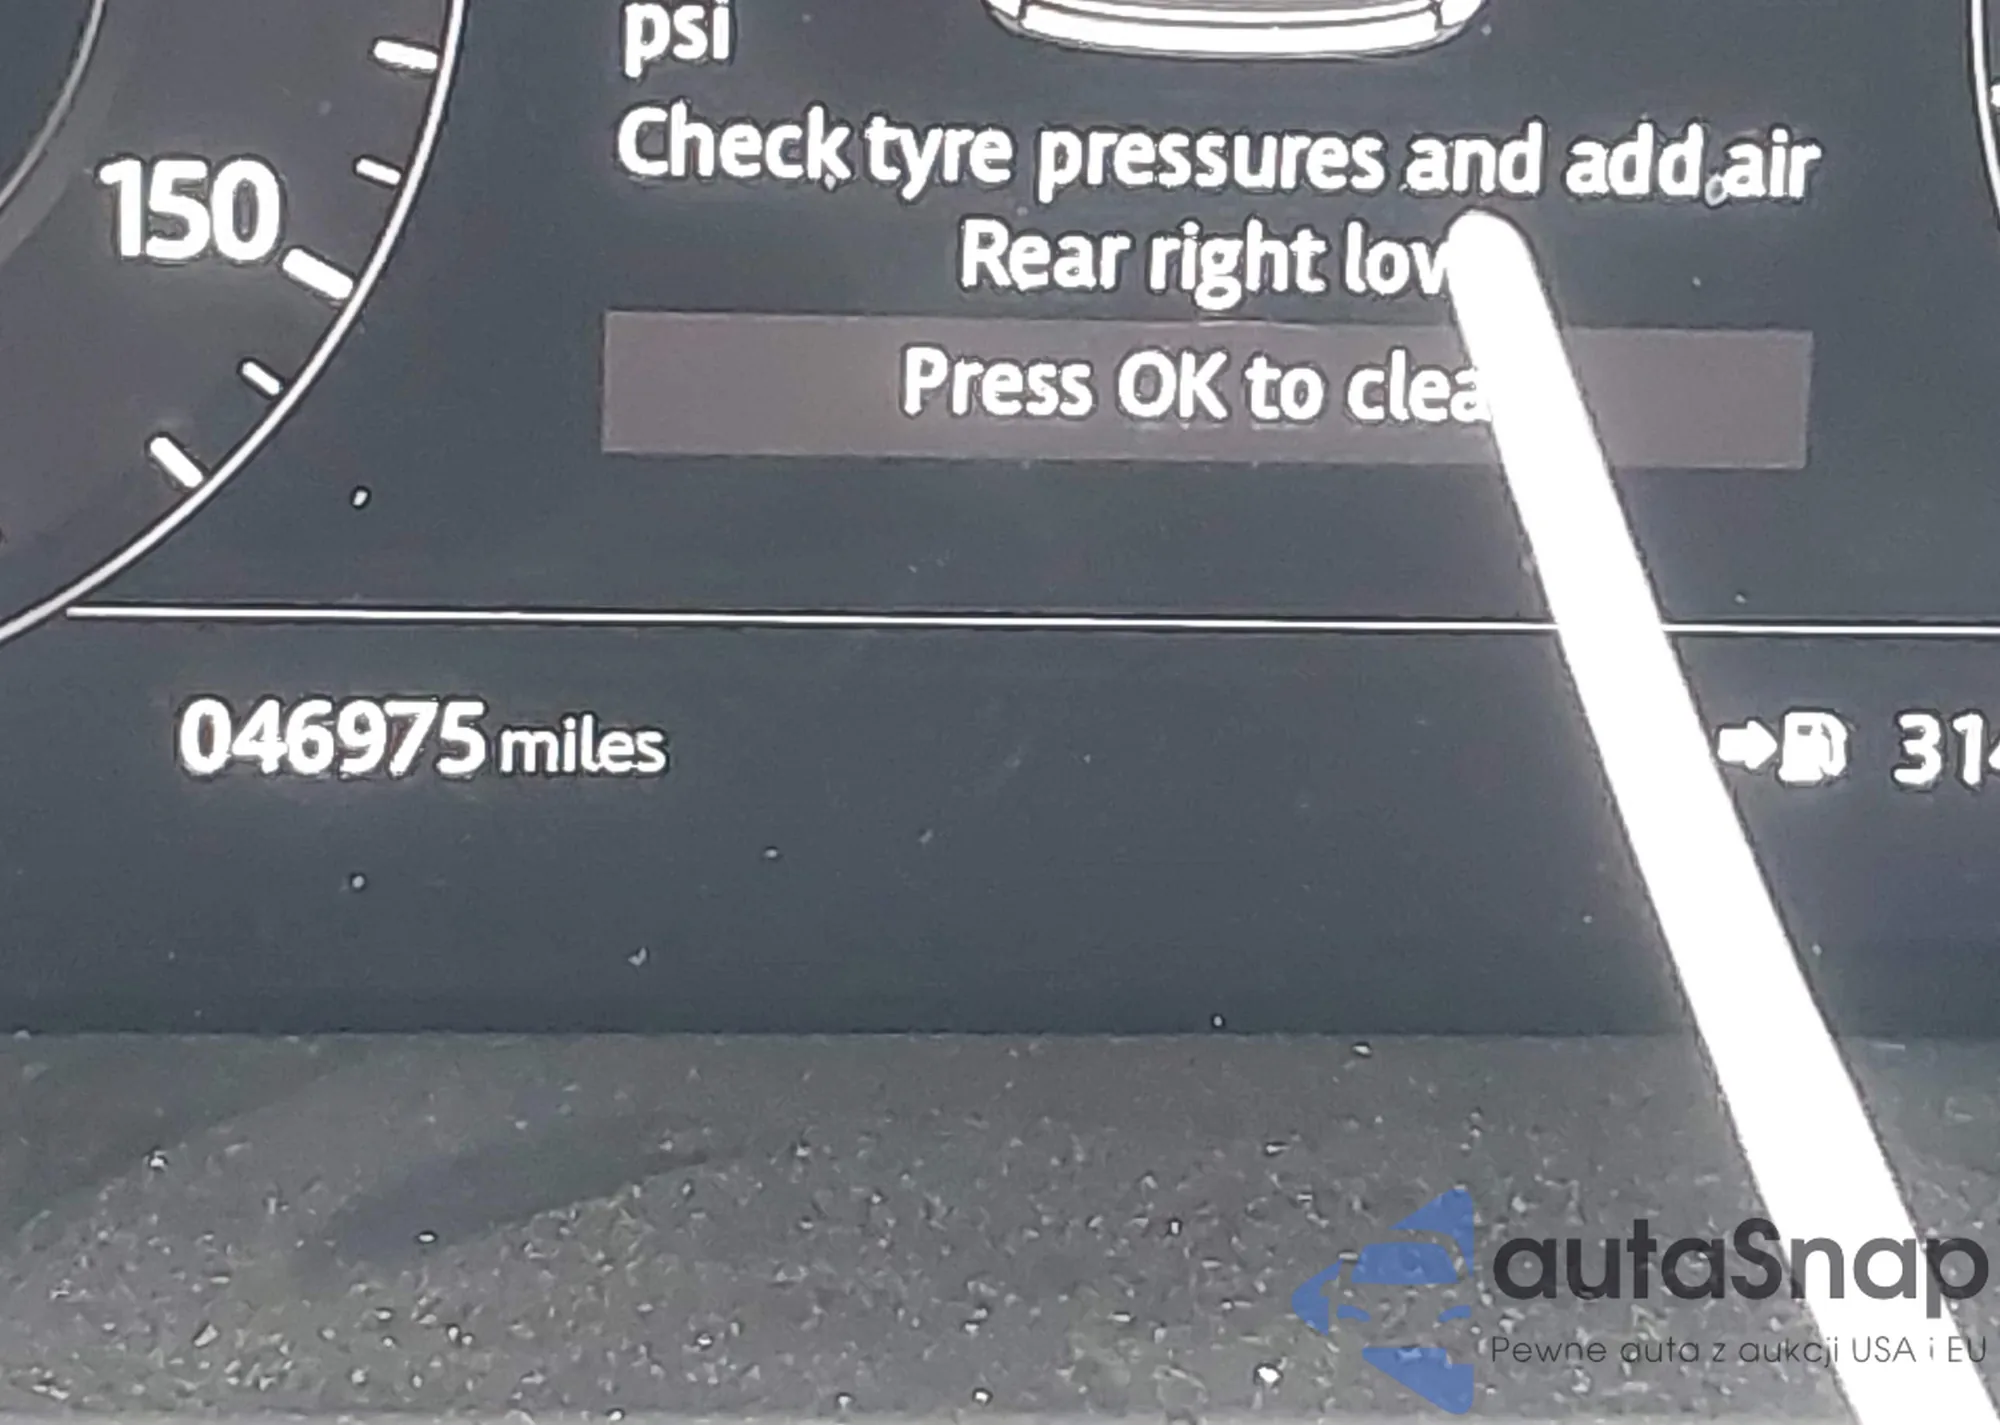 psi
Check tyre pressures and add air
Rear right
Press OK to
150
046975 miles
autaSnap
Pewne auta z aukcji USA i EU